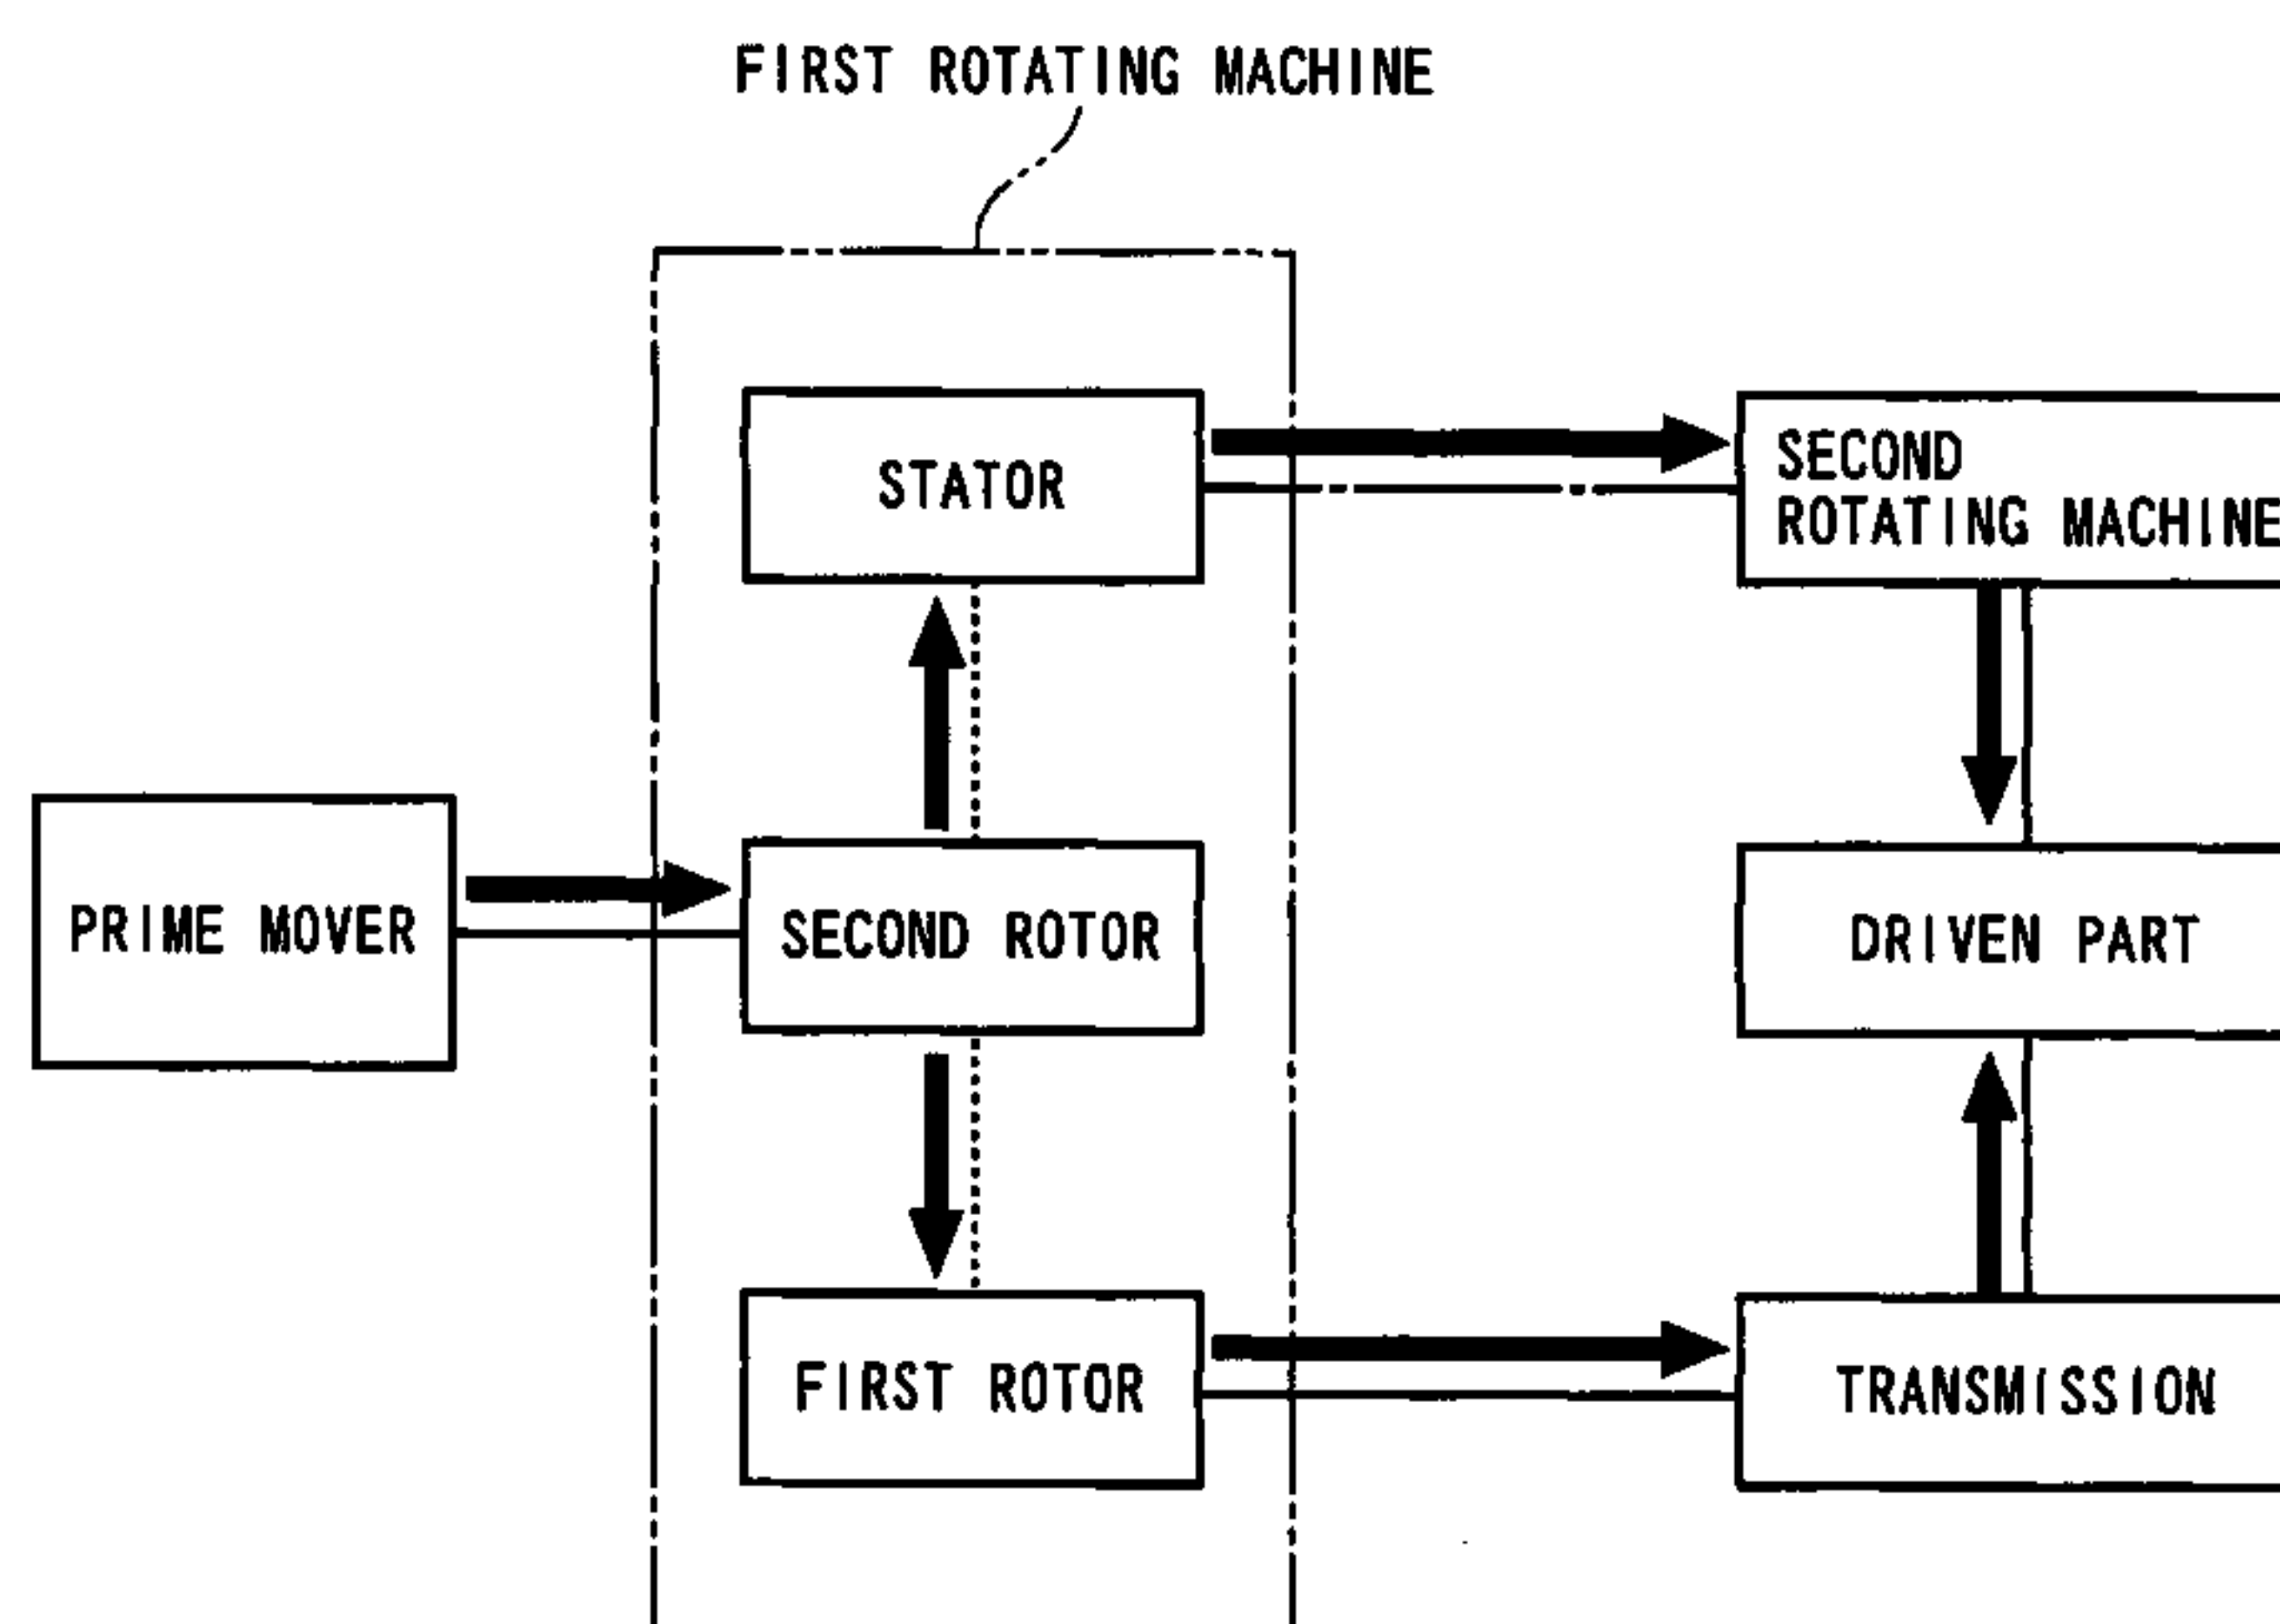 FIRST ROTATING MACHINE
STATOR
SECOND
ROTATING MACHINE
PRIME MOVER
SECOND ROTOR
DRIVEN PART
FIRST ROTOR
TRANSMISSION